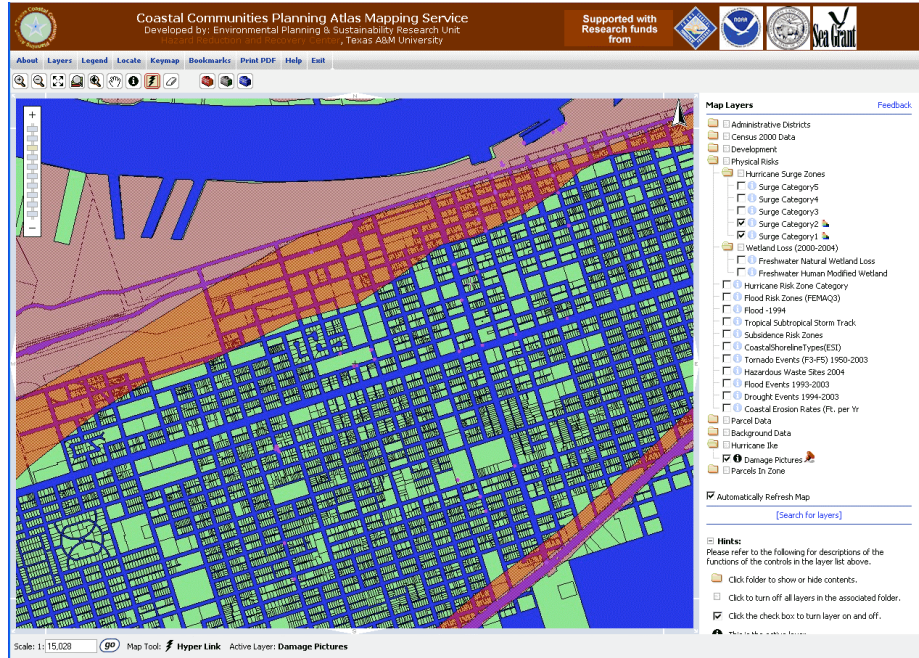 Coastal Communities Planning Atlas Mapping Service
Developed by: Environmental Planning & Sustainability Research Unit
Hazard Reduction and Recovery Center, Texas A&M University
Supported with
Research funds
from
NOAA
Sea Grant
About Layers Legend Locate Keymap Bookmarks Print PDF Help Exit
Map Layers Feedback
Administrative Districts
Census 2000 Data
Development
Physical Risks
Hurricane Surge Zones
Surge Category5
Surge Category4
Surge Category3
Surge Category2
Surge Category1
Wetland Loss (2000-2004)
Freshwater Natural Wetland Loss
Freshwater Human Modified Wetland
Hurricane Risk Zone Category
Flood Risk Zones (FEMAQ3)
Flood -1994
Tropical Subtropical Storm Track
Subsidence Risk Zones
CoastalShorelineTypes(ESI)
Tornado Events (F3-F5) 1950-2003
Hazardous Waste Sites 2004
Flood Events 1993-2003
Drought Events 1994-2003
Coastal Erosion Rates (Ft. per Yr
Parcel Data
Background Data
Hurricane Ike
Damage Pictures
Parcels In Zone
Automatically Refresh Map
[Search for layers]
Hints:
Please refer to the following for descriptions of the
functions of the controls in the layer list above.
Click folder to show or hide contents.
Click to turn off all layers in the associated folder.
Click the check box to turn layer on and off.
Scale: 1: 15,028 go Map Tool: Hyper Link Active Layer: Damage Pictures